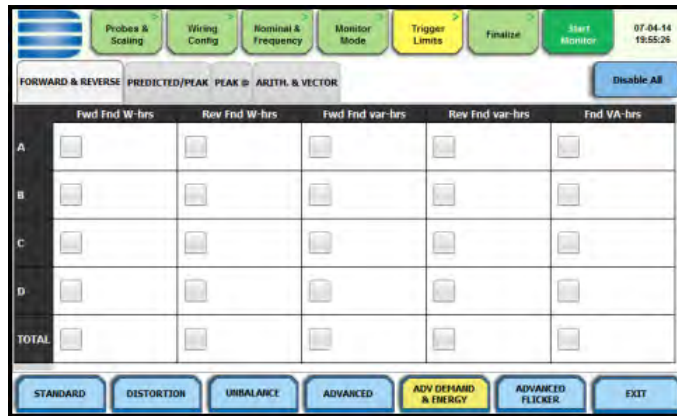 Probes &
Scaling
Wiring
Config
Nominal &
Frequency
Monitor
Mode
Trigger
Limits
Finalize
Start
Monitor
07-04-14
19:55:26
FORWARD & REVERSE PREDICTED/PEAK PEAK @ ARITH. & VECTOR
Disable All
Fwd Fnd W-hrs Rev Fnd W-hrs Fwd Fnd var-hrs Rev Fnd var-hrs Fnd VA-hrs
A
B
C
D
TOTAL
STANDARD
DISTORTION
UNBALANCE
ADVANCED
ADV DEMAND
& ENERGY
ADVANCED
FLICKER
EXIT